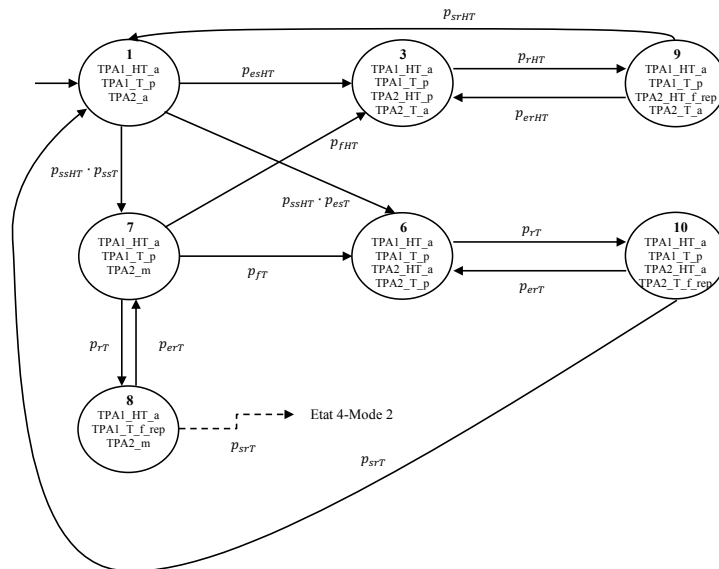 p_srHT
1
TPA1_HT_a
TPA1_T_p
TPA2_a
p_esHT
3
TPA1_HT_a
TPA1_T_p
TPA2_HT_p
TPA2_T_a
p_rHT
p_erHT
9
TPA1_HT_a
TPA1_T_p
TPA2_HT_f_rep
TPA2_T_a
p_fHT
p_ssHT · p_ssT
p_ssHT · p_esT
7
TPA1_HT_a
TPA1_T_p
TPA2_m
p_fT
6
TPA1_HT_a
TPA1_T_p
TPA2_HT_a
TPA2_T_p
p_rT
p_erT
10
TPA1_HT_a
TPA1_T_p
TPA2_HT_a
TPA2_T_f_rep
p_rT
p_erT
8
TPA1_HT_a
TPA1_T_f_rep
TPA2_m
p_srT
Etat 4-Mode 2
p_srT